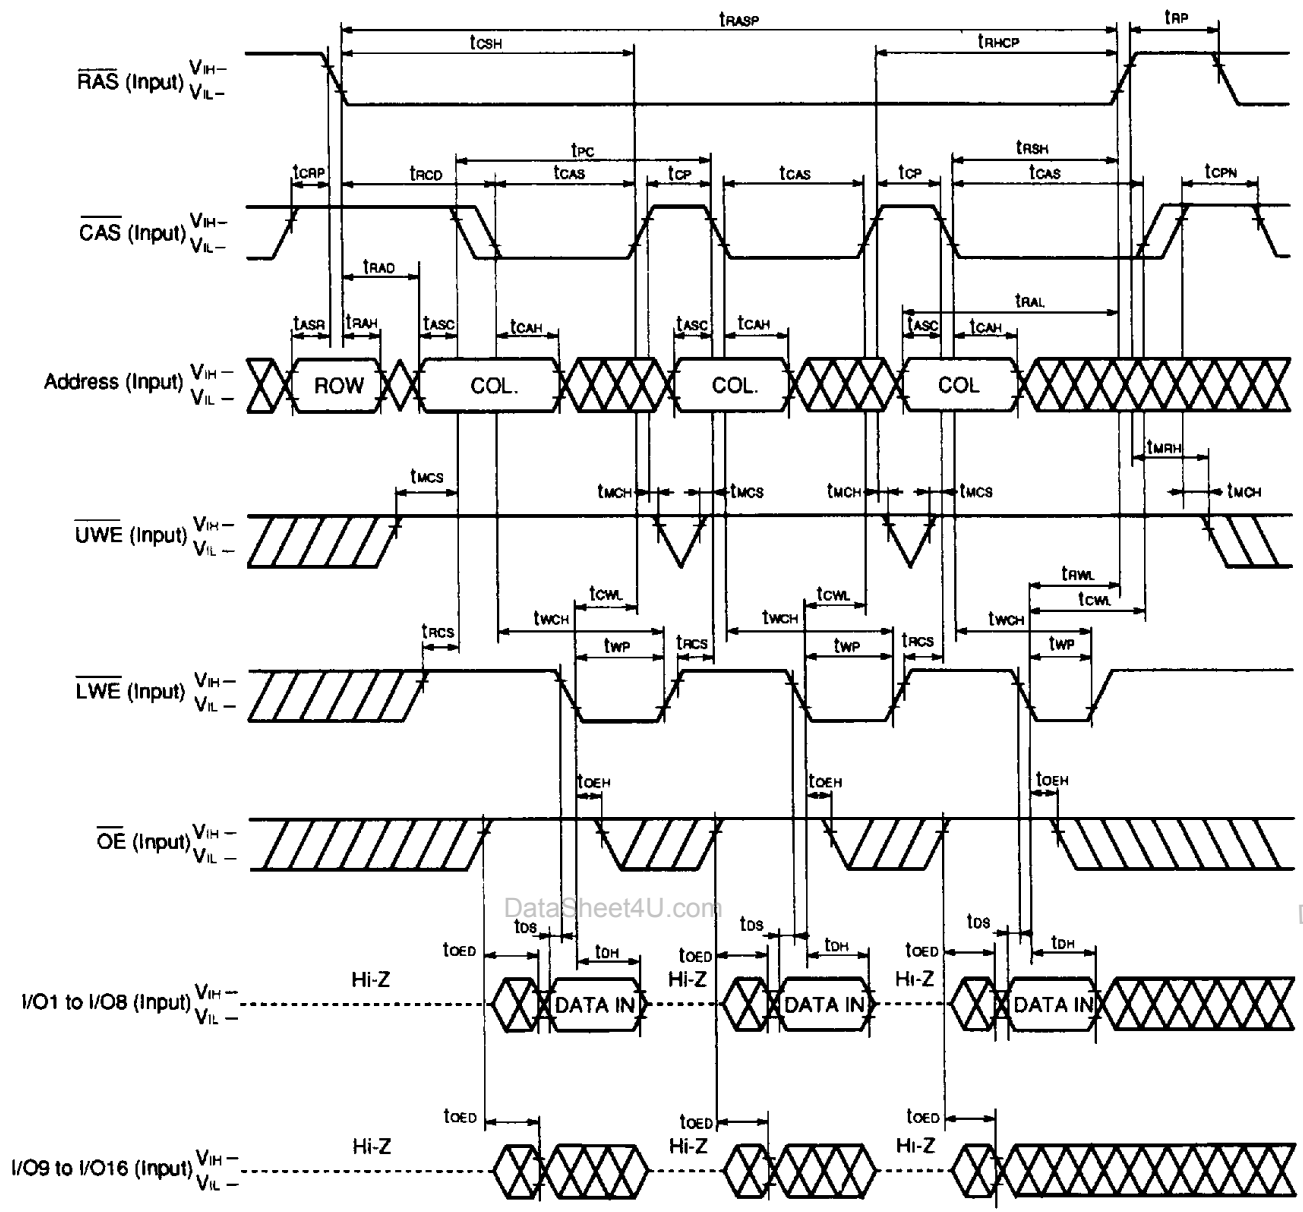 tRASP tRP
tCSH tRHCP
RAS (Input) VIH– VIL–
tPC tRSH
tCRP tRCD tCAS tCP tCAS tCP tCAS tCPN
CAS (Input) VIH– VIL–
tRAD tRAL
tASR tRAH tASC tCAH tASC tCAH tASC tCAH
Address (Input) VIH– VIL–
ROW COL. COL. COL
tMRH
tMCS tMCH tMCS tMCH tMCS tMCH
UWE (Input) VIH– VIL–
tRWL
tCWL tCWL tCWL
tWCH tWCH tWCH
tRCS tWP tRCS tWP tRCS tWP
LWE (Input) VIH– VIL–
tOEH tOEH tOEH
OE (Input) VIH– VIL–
DataSheet4U.com
tDS tDS tDS
tOED tDH tOED tDH tOED tDH
Hi-Z Hi-Z Hi-Z
I/O1 to I/O8 (Input) VIH– VIL–
DATA IN DATA IN DATA IN
tOED tOED tOED
Hi-Z Hi-Z Hi-Z
I/O9 to I/O16 (Input) VIH– VIL–